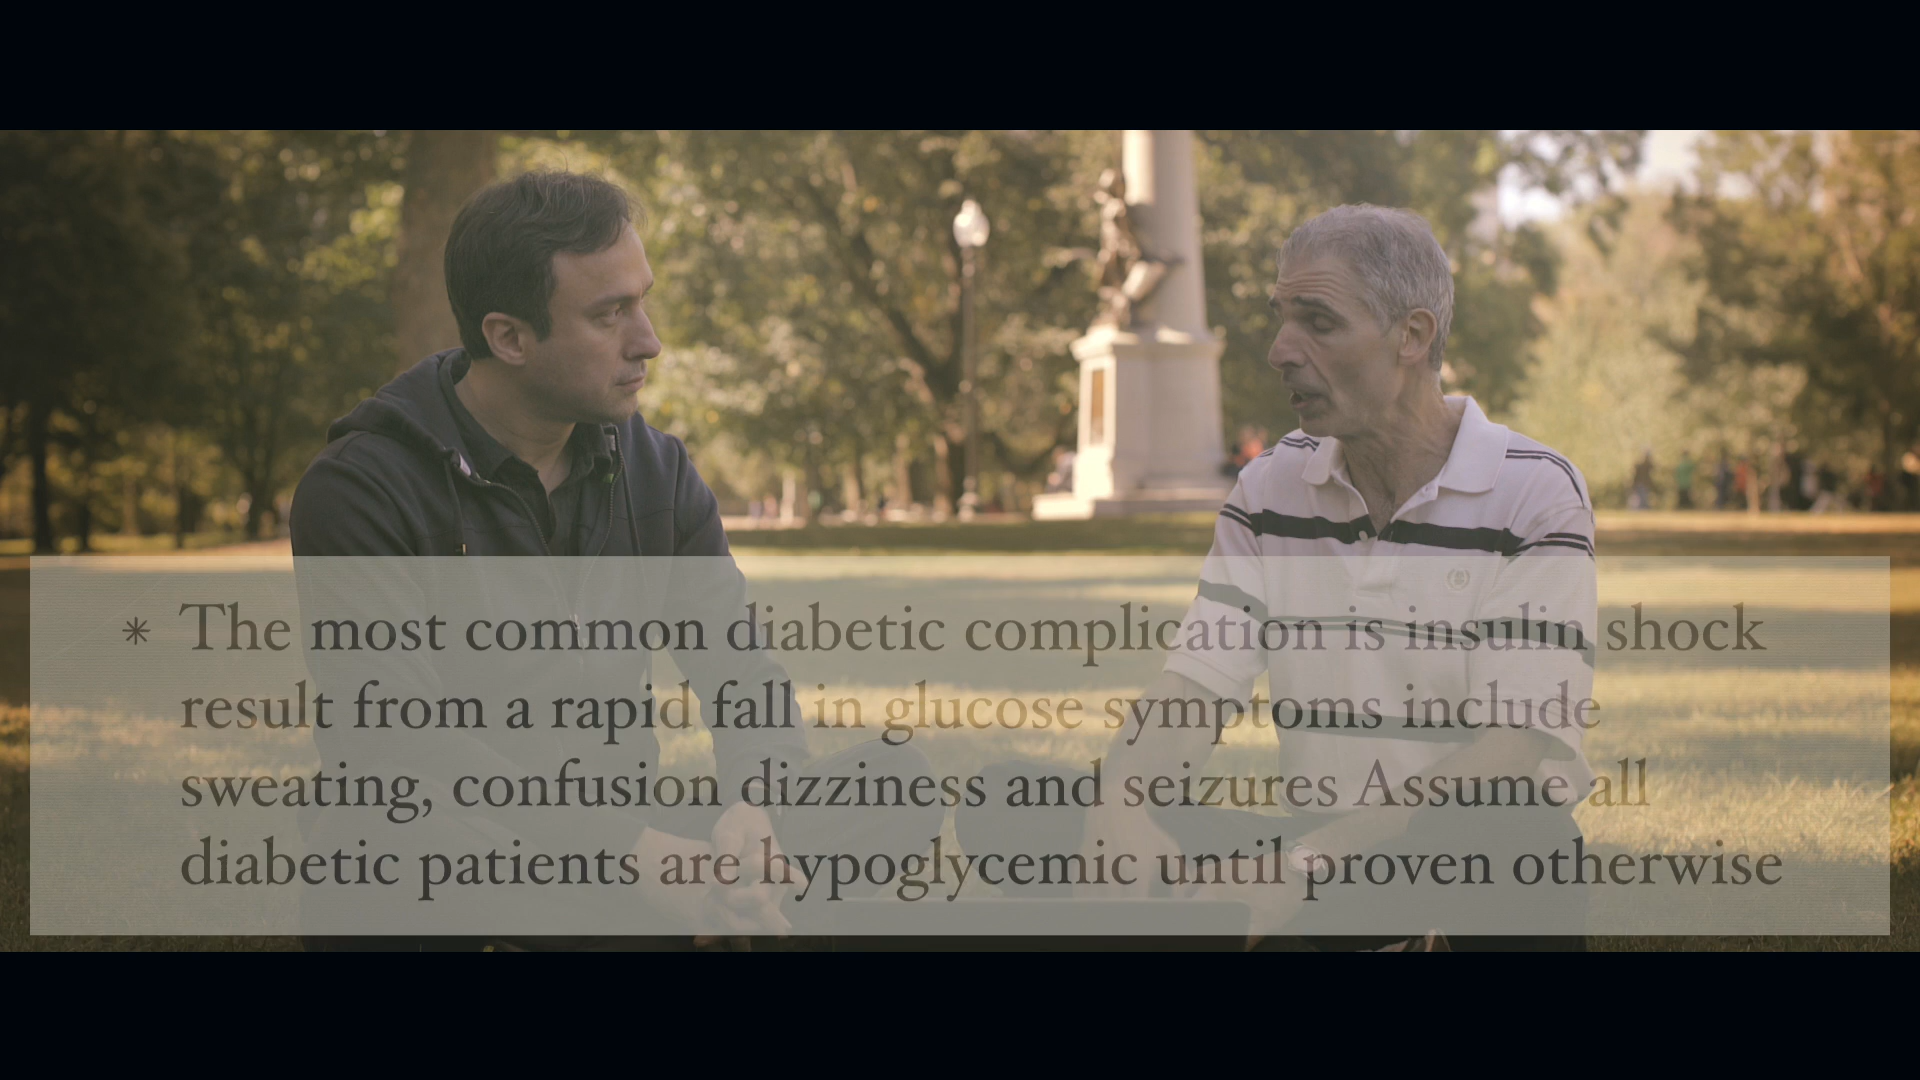 * The most common diabetic complication is insulin shock
result from a rapid fall in glucose symptoms include
sweating, confusion dizziness and seizures Assume all
diabetic patients are hypoglycemic until proven otherwise